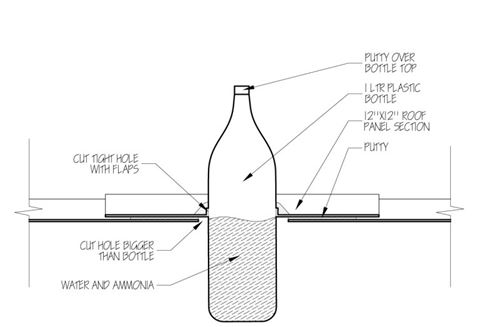 PUTTY OVER
BOTTLE TOP
1 LTR PLASTIC
BOTTLE
12"X12" ROOF
PANEL SECTION
PUTTY
CUT TIGHT HOLE
WITH FLAPS
CUT HOLE BIGGER
THAN BOTTLE
WATER AND AMMONIA